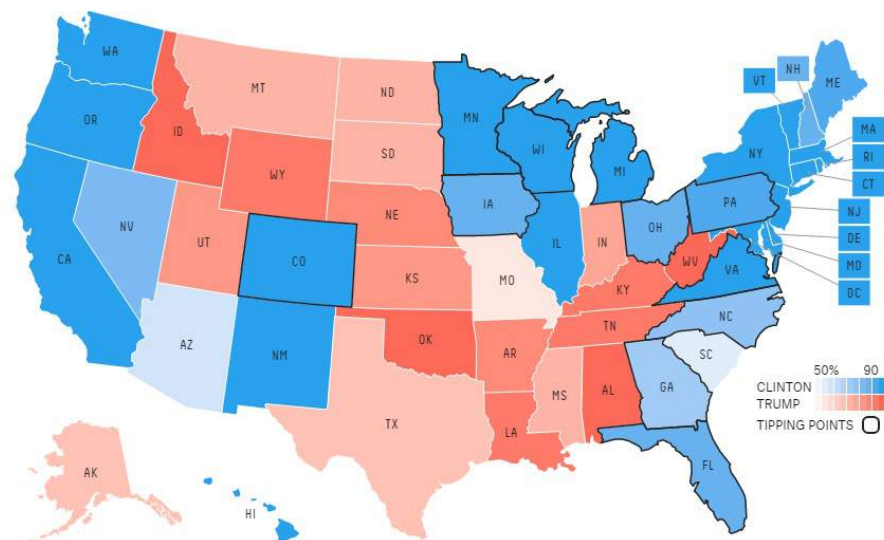 WA
MT
ND
MN
VT
NH
ME
OR
ID
SD
WI
MI
NY
MA
RI
CT
WY
NE
IA
PA
NJ
NV
UT
CO
IL
IN
OH
DE
MD
CA
KS
MO
WV
VA
DC
KY
AZ
NM
OK
AR
TN
NC
SC
TX
MS
AL
GA
LA
AK
HI
FL
50% 90
CLINTON
TRUMP
TIPPING POINTS